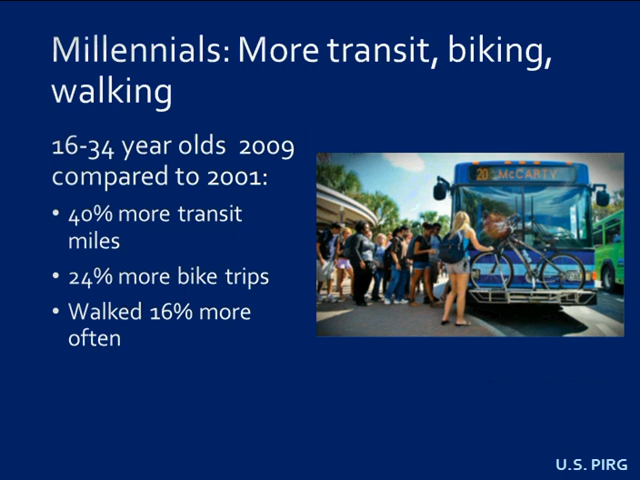 Millennials: More transit, biking,
walking
16-34 year olds  2009
compared to 2001:
• 40% more transit
miles
• 24% more bike trips
• Walked 16% more
often
20 McCARTY
U.S. PIRG